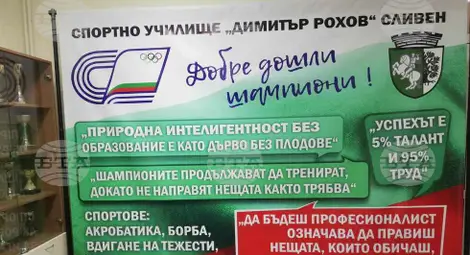 СПОРТНО УЧИЛИЩЕ „ДИМИТЪР РОХОВ“ СЛИВЕН
Добре дошли
шампиони !
„ПРИРОДНА ИНТЕЛИГЕНТНОСТ БЕЗ
ОБРАЗОВАНИЕ Е КАТО ДЪРВО БЕЗ ПЛОДОВЕ“
„УСПЕХЪТ Е
5% ТАЛАНТ
И 95%
ТРУД“
„ШАМПИОНИТЕ ПРОДЪЛЖАВАТ ДА ТРЕНИРАТ,
ДОКАТО НЕ НАПРАВЯТ НЕЩАТА КАКТО ТРЯБВА“
СПОРТОВЕ:
АКРОБАТИКА, БОРБА,
ВДИГАНЕ НА ТЕЖЕСТИ,
„ДА БЪДЕШ ПРОФЕСИОНАЛИСТ
ОЗНАЧАВА ДА ПРАВИШ
НЕЩАТА, КОИТО ОБИЧАШ,